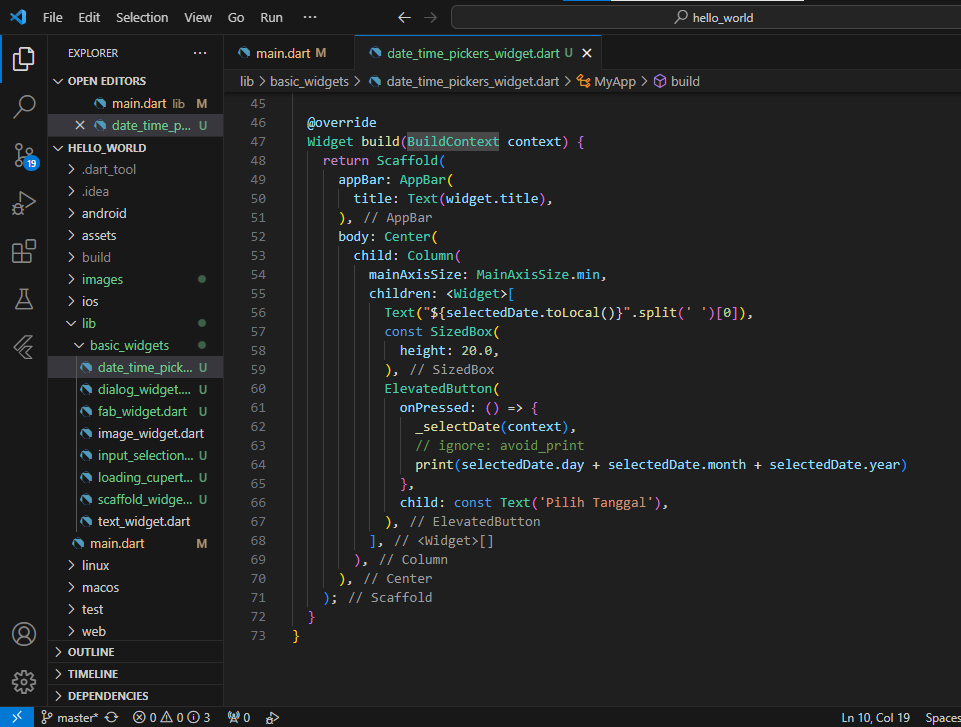 File Edit Selection View Go Run ··· hello_world
EXPLORER ···
OPEN EDITORS
main.dart lib M
date_time_p... U
HELLO_WORLD
.dart_tool
.idea
android
assets
build
images
ios
lib
basic_widgets
date_time_pick... U
dialog_widget.... U
fab_widget.dart U
image_widget.dart
input_selection... U
loading_cupert... U
scaffold_widge... U
text_widget.dart
main.dart M
linux
macos
test
web
OUTLINE
TIMELINE
DEPENDENCIES
19
main.dart M date_time_pickers_widget.dart U
lib > basic_widgets > date_time_pickers_widget.dart > MyApp > build
45
46 @override
47 Widget build(BuildContext context) {
48 return Scaffold(
49 appBar: AppBar(
50 title: Text(widget.title),
51 ), // AppBar
52 body: Center(
53 child: Column(
54 mainAxisSize: MainAxisSize.min,
55 children: <Widget>[
56 Text("${selectedDate.toLocal()}".split(' ')[0]),
57 const SizedBox(
58 height: 20.0,
59 ), // SizedBox
60 ElevatedButton(
61 onPressed: () => {
62 _selectDate(context),
63 // ignore: avoid_print
64 print(selectedDate.day + selectedDate.month + selectedDate.year)
65 },
66 child: const Text('Pilih Tanggal'),
67 ), // ElevatedButton
68 ], // <Widget>[]
69 ), // Column
70 ), // Center
71 ); // Scaffold
72 }
73 }
master* 0 0 3 0 Ln 10, Col 19 Spaces